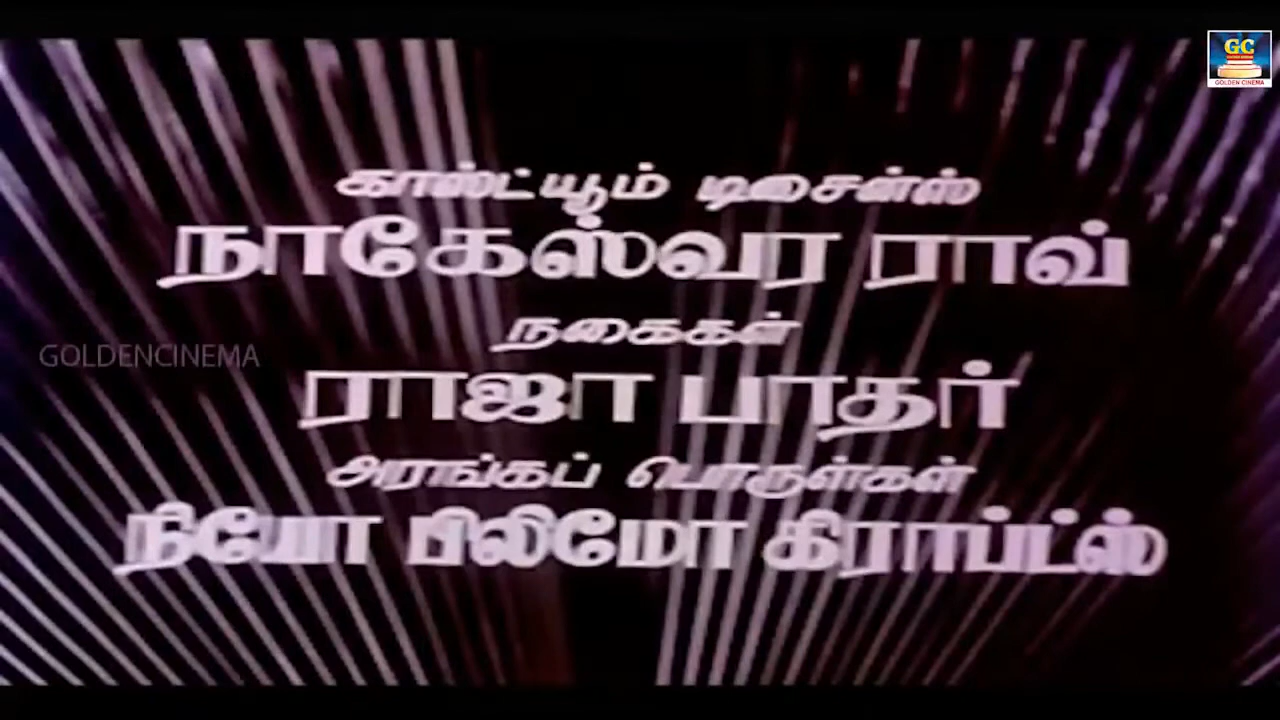 GC
GOLDEN CINEMA
காஸ்ட்யூம் டிசைன்ஸ்
நாகேஸ்வர ராவ்
நகைகள்
GOLDENCINEMA
ராஜா பாதர்
அரங்கப் பொருள்கள்
நியோ பிலிமோ கிராப்ட்ஸ்